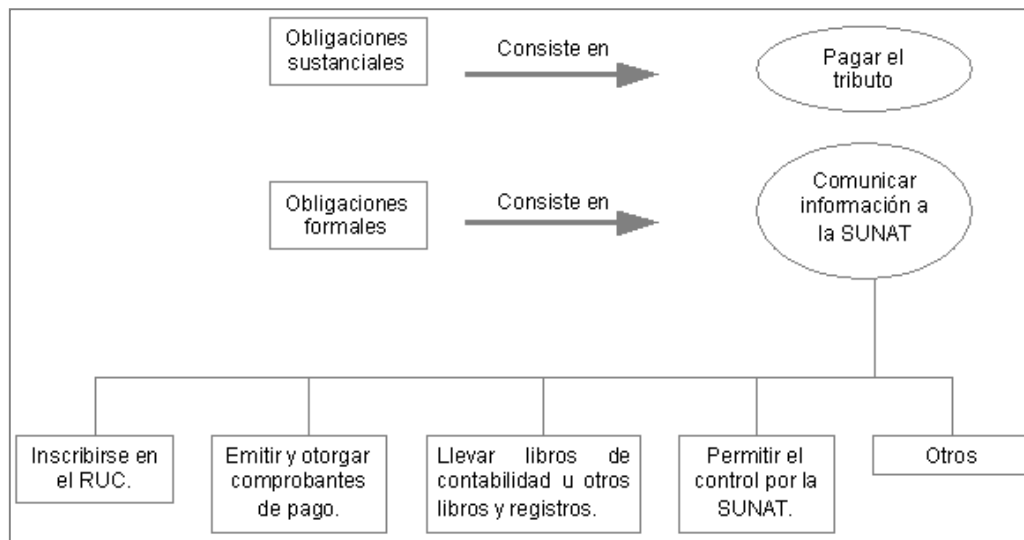 Obligaciones
sustanciales
Consiste en
Pagar el
tributo
Obligaciones
formales
Consiste en
Comunicar
información a
la SUNAT
Inscribirse en
el RUC.
Emitir y otorgar
comprobantes
de pago.
Llevar libros de
contabilidad u otros
libros y registros.
Permitir el
control por la
SUNAT.
Otros